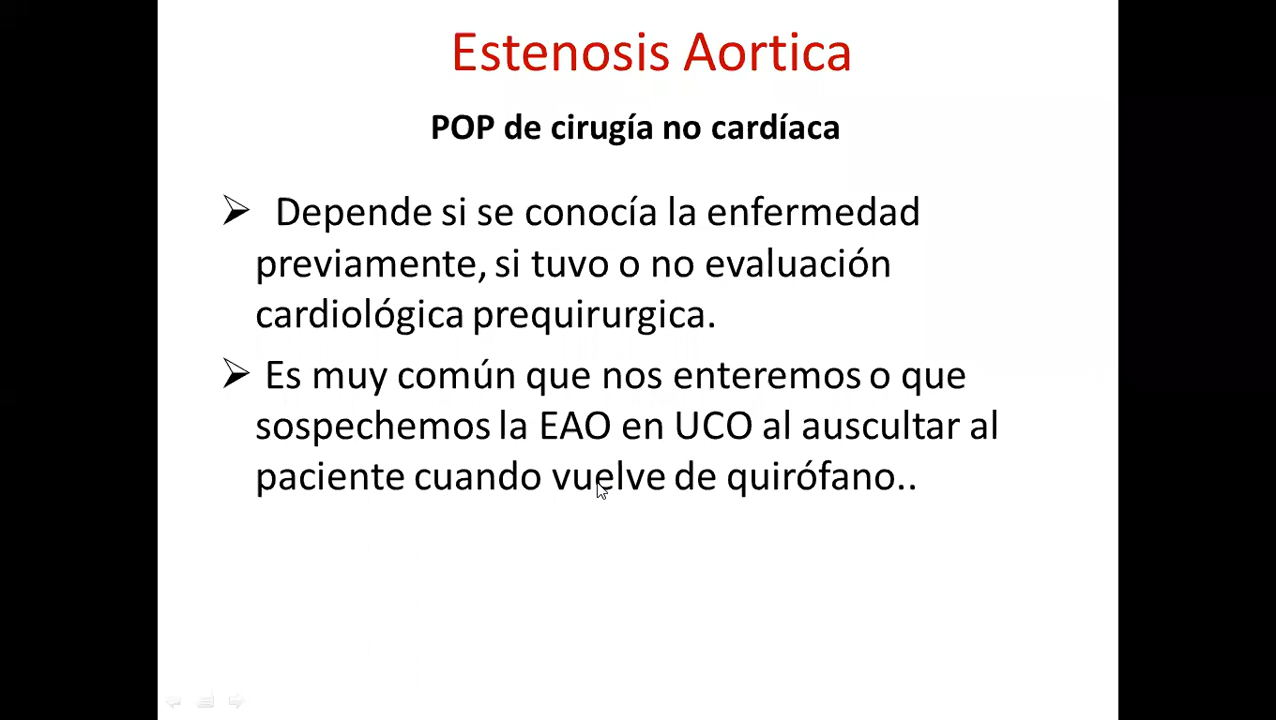 Estenosis Aortica
POP de cirugía no cardíaca
Depende si se conocía la enfermedad
previamente, si tuvo o no evaluación
cardiológica prequirurgica.
Es muy común que nos enteremos o que
sospechemos la EAO en UCO al auscultar al
paciente cuando vuelve de quirófano..